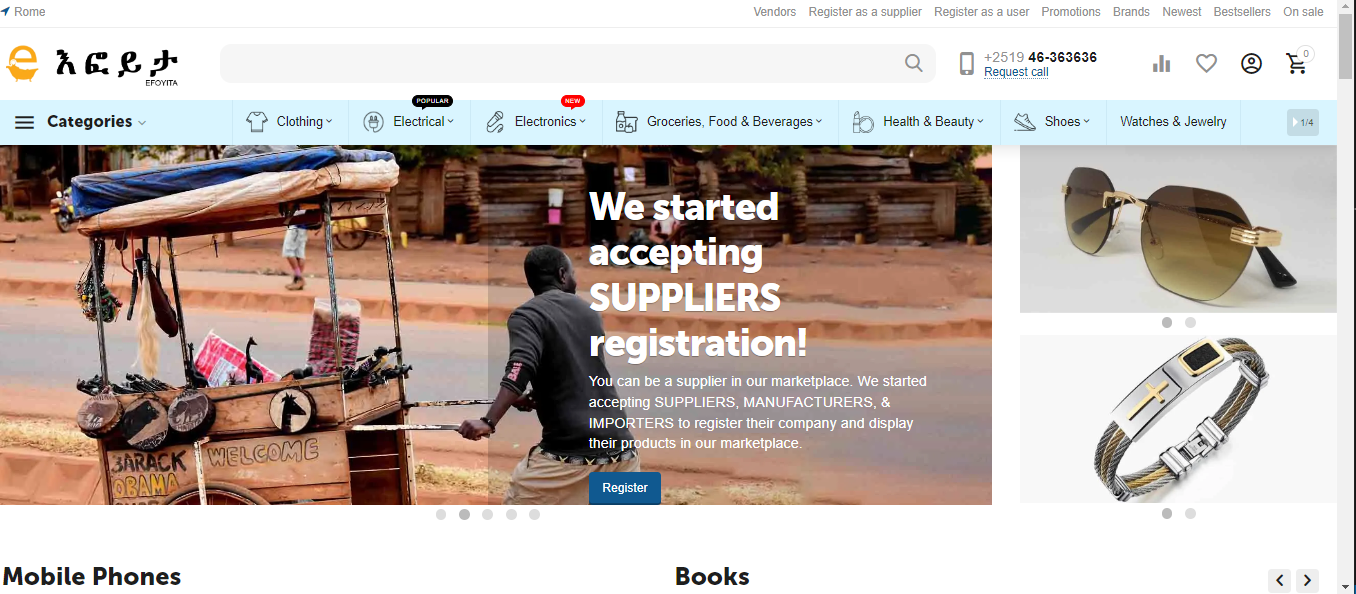 Rome
Vendors Register as a supplier Register as a user Promotions Brands Newest Bestsellers On sale
እፎይታ
EFOYITA
+2519 46-363636
Request call
0
POPULAR
NEW
Categories
Clothing
Electrical
Electronics
Groceries, Food & Beverages
Health & Beauty
Shoes
Watches & Jewelry
1/4
We started
accepting
SUPPLIERS
registration!
You can be a supplier in our marketplace. We started
accepting SUPPLIERS, MANUFACTURERS, &
IMPORTERS to register their company and display
their products in our marketplace.
Register
BALI
WELCOME
BARACK
OBAMA
Mobile Phones
Books